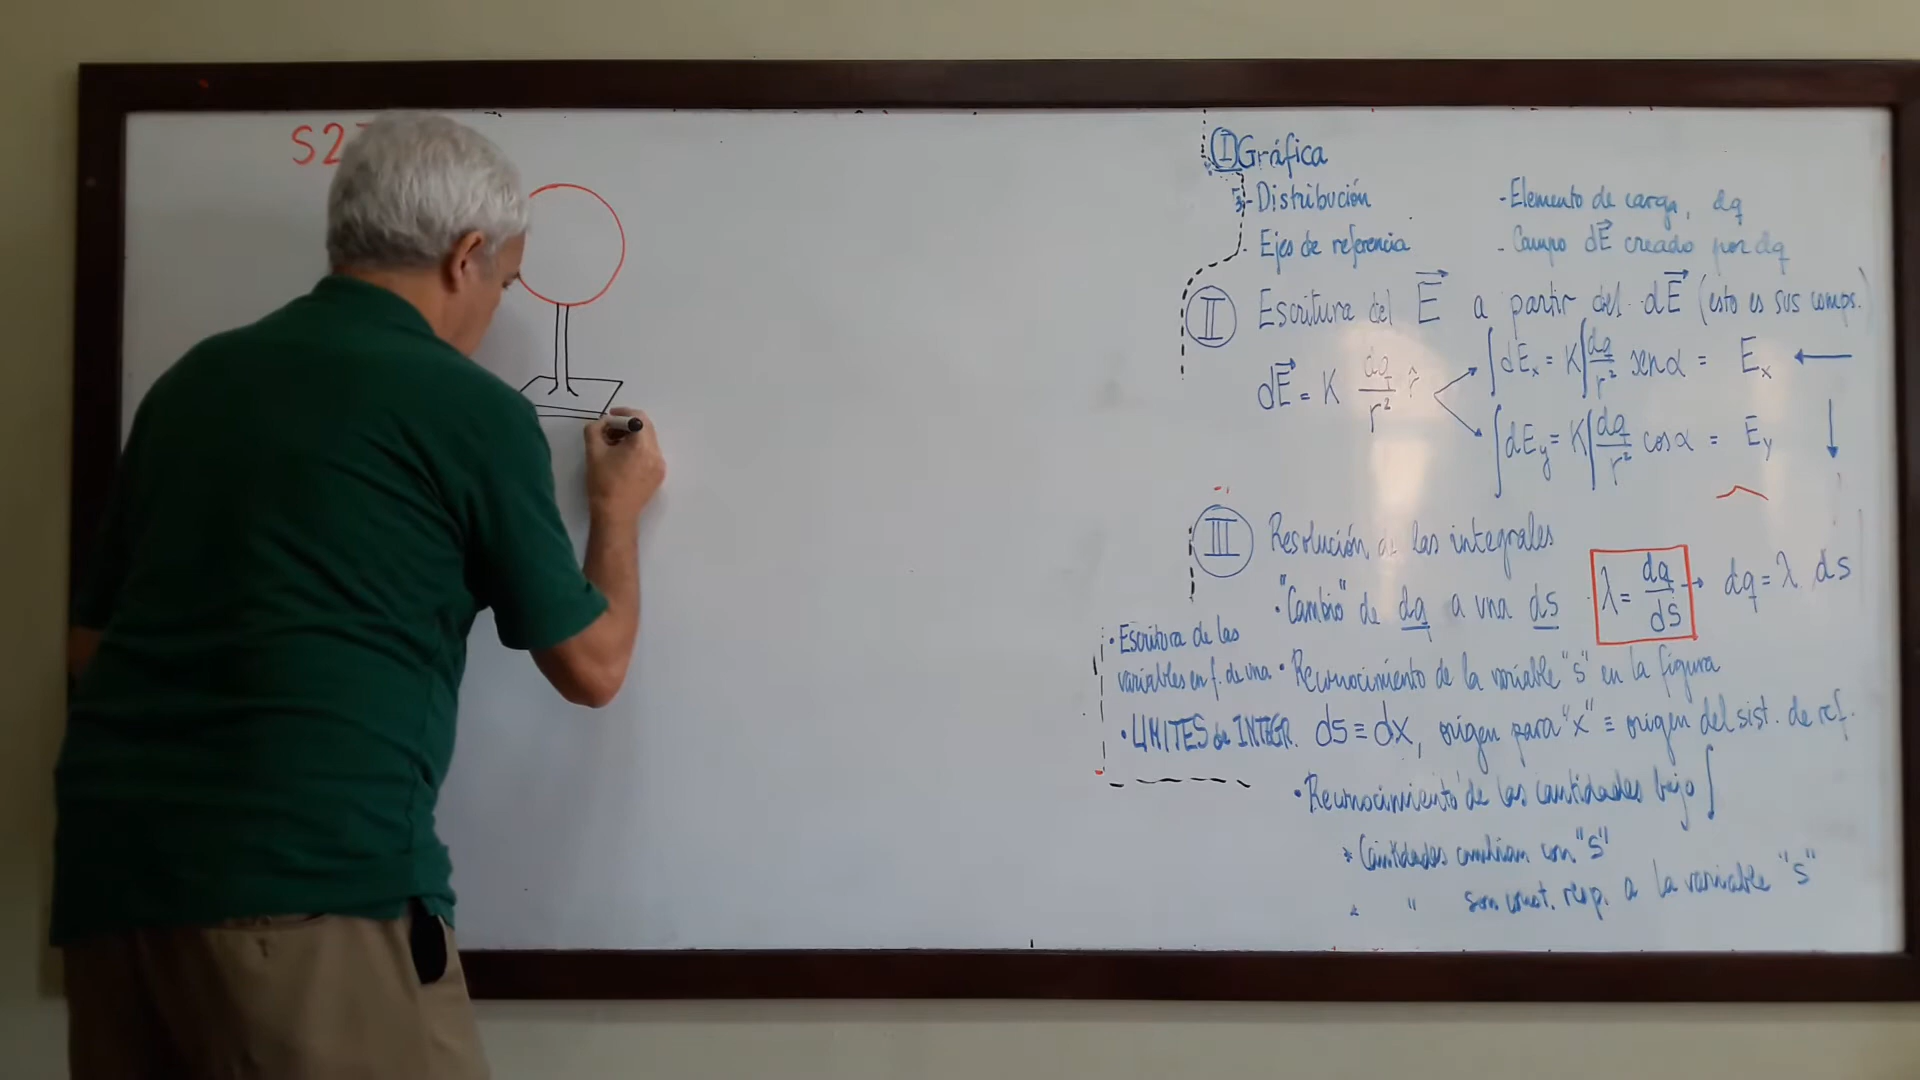 S2
I Gráfica
- Distribución
- Ejes de referencia
- Elemento de carga, dq
- Campo dE⃗ creado por dq
II Escritura del E⃗ a partir del dE⃗ (esto es sus comps.
dE⃗ = K dq/r² r̂
∫dEx = K∫dq/r² sen α = Ex ←
∫dEy = K∫dq/r² cos α = Ey ↓
III Resolución de las integrales
• "Cambio" de dq a una ds
λ = dq/ds → dq = λ ds
• Reconocimiento de la variable "s" en la figura
ds ≡ dx, origen para "x" ≡ origen del sist. de ref.
• Reconocimiento de las cantidades bajo ∫
* Cantidades cambian con "s"
" son const. resp. a la variable "s"
• Escritura de las
variables en f. de una
• LIMITES de INTEGR.